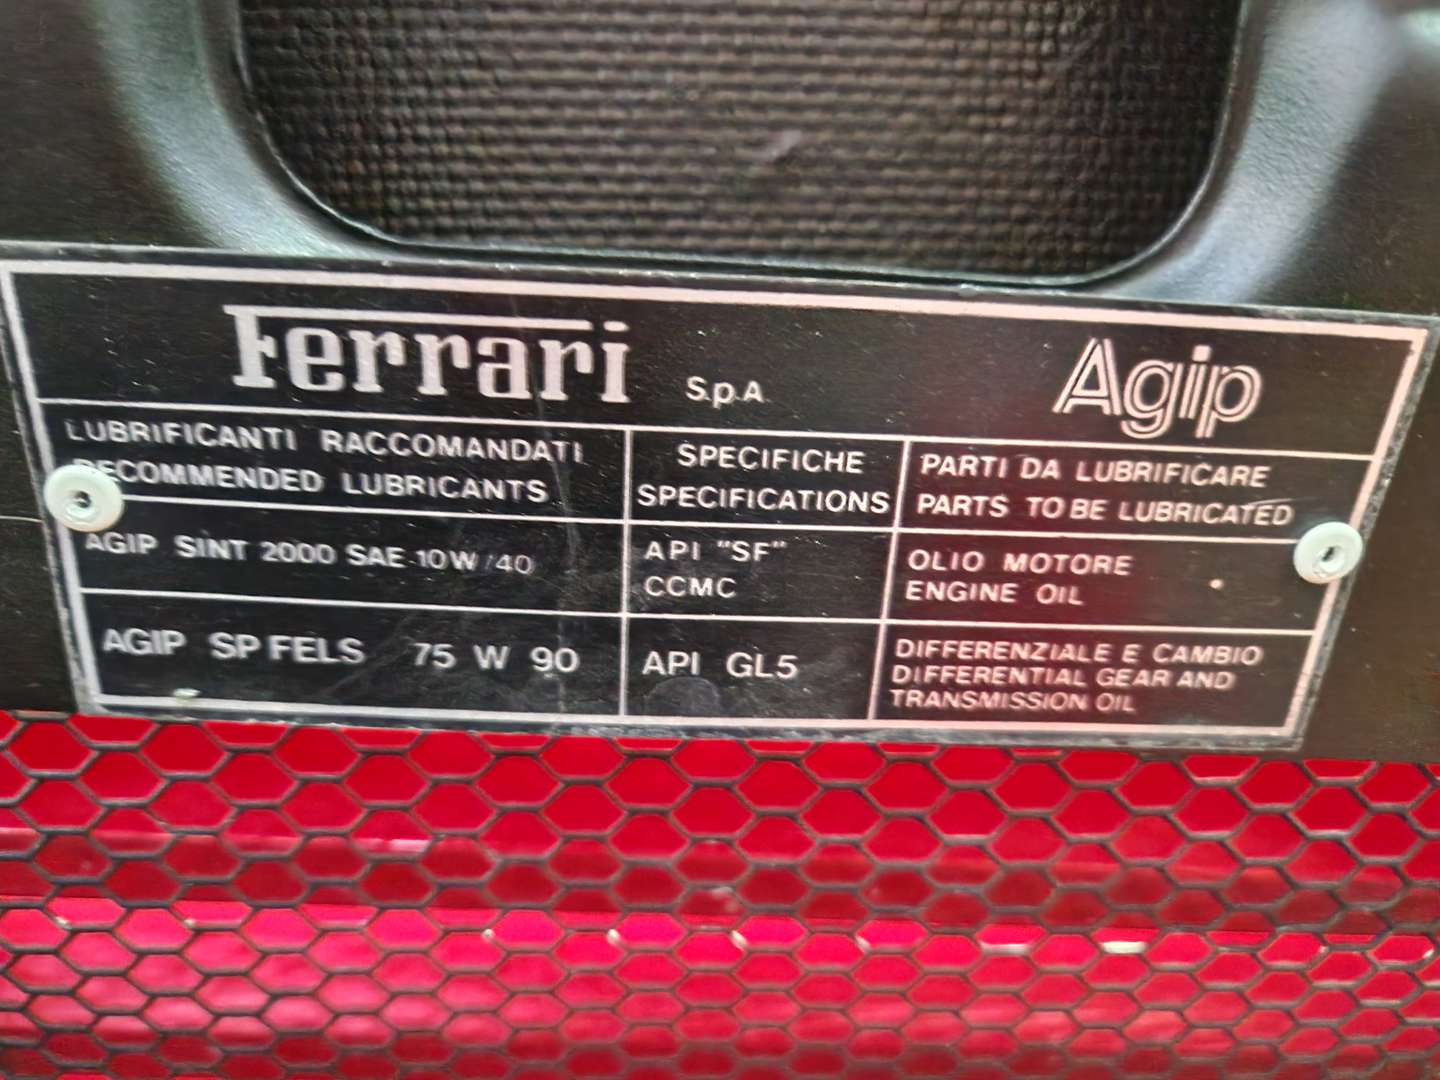 Ferrari S.p.A Agip
LUBRIFICANTI RACCOMANDATI
RECOMMENDED LUBRICANTS
SPECIFICHE
SPECIFICATIONS
PARTI DA LUBRIFICARE
PARTS TO BE LUBRICATED
AGIP SINT 2000 SAE 10W/40
API "SF"
CCMC
OLIO MOTORE
ENGINE OIL
AGIP SP FELS 75 W 90
API GL5
DIFFERENZIALE E CAMBIO
DIFFERENTIAL GEAR AND
TRANSMISSION OIL